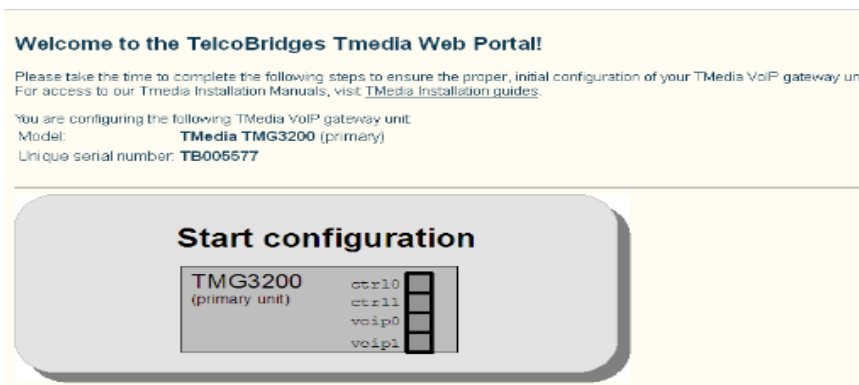 Welcome to the TelcoBridges Tmedia Web Portal!
Please take the time to complete the following steps to ensure the proper, initial configuration of your TMedia VoIP gateway un
For access to our Tmedia Installation Manuals, visit TMedia Installation guides.
You are configuring the following TMedia VoIP gateway unit:
Model: TMedia TMG3200 (primary)
Unique serial number: TB005577
Start configuration
TMG3200
(primary unit)
ctrl0
ctrl1
voip0
voip1